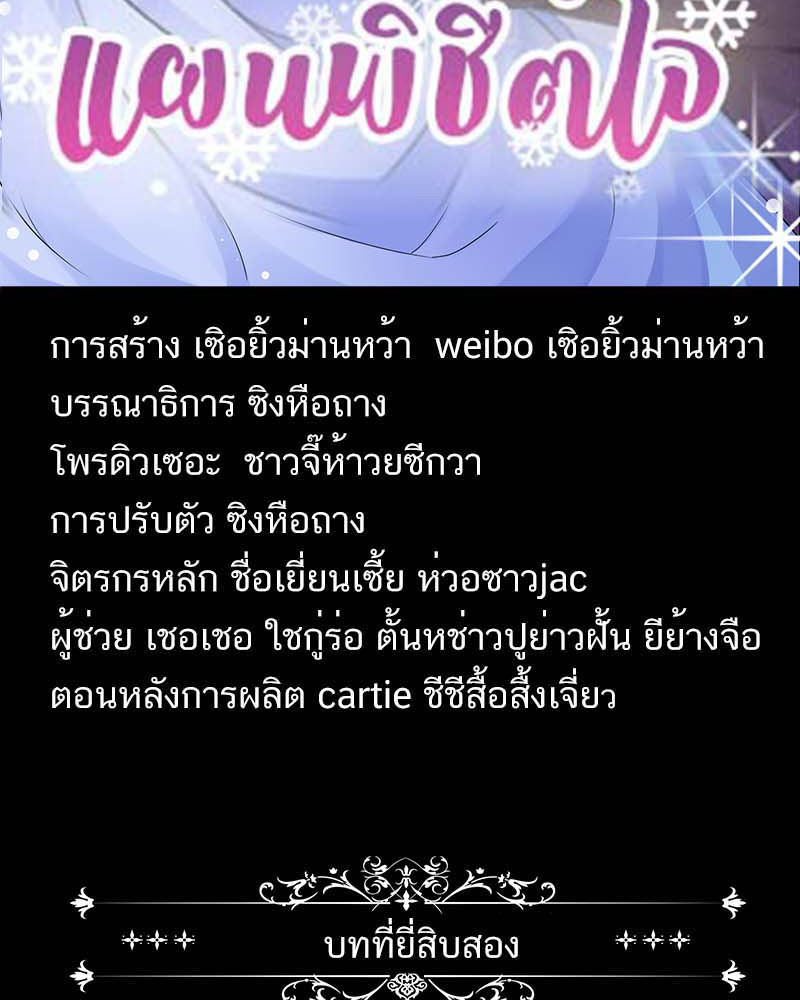 แผนพิชิตใจ
การสร้าง เซิอยิ้วม่านหว้า weibo เซิอยิ้วม่านหว้า
บรรณาธิการ ซิงหือถาง
โพรดิวเซอะ ชาวจี๊ห้าวยซีกวา
การปรับตัว ซิงหือถาง
จิตรกรหลัก ชื่อเยี่ยนเซี้ย ห่วอซาวjac
ผู้ช่วย เชอเชอ ใชกู่ร่อ ตั้นหช่าวปูย่าวฝั้น ยีย้างจือ
ตอนหลังการผลิต cartie ชีชีสื้อสิ้งเจี่ยว
บทที่ยี่สิบสอง